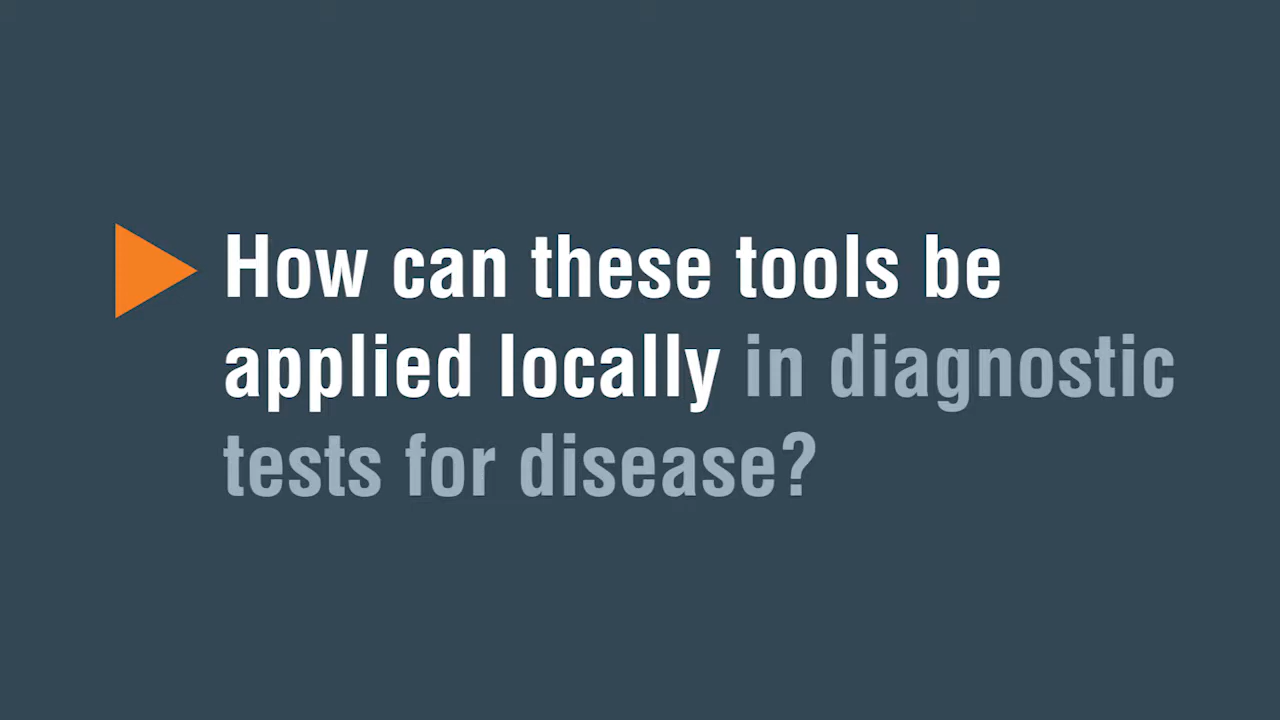 How can these tools be
applied locally in diagnostic
tests for disease?